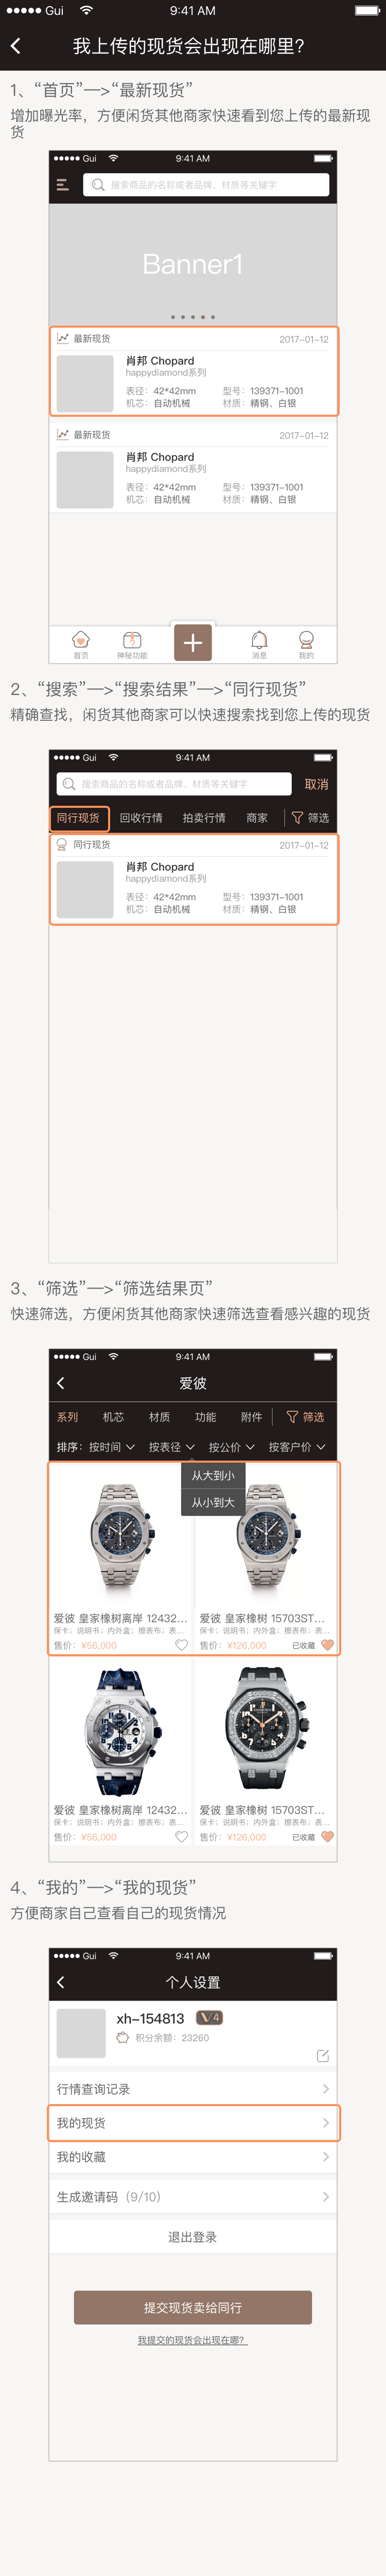 ●●●●● Gui 9:41 AM
我上传的现货会出现在哪里?
1、“首页”—>“最新现货”
增加曝光率，方便闲货其他商家快速看到您上传的最新现
货
●●●●● Gui 9:41 AM
搜索商品的名称或者品牌、材质等关键字
Banner1
最新现货 2017-01-12
肖邦 Chopard
happydiamond系列
表径：42*42mm 型号：139371-1001
机芯：自动机械 材质：精钢、白银
最新现货 2017-01-12
肖邦 Chopard
happydiamond系列
表径：42*42mm 型号：139371-1001
机芯：自动机械 材质：精钢、白银
首页 神秘功能 消息 我的
2、“搜索”—>“搜索结果”—>“同行现货”
精确查找，闲货其他商家可以快速搜索找到您上传的现货
●●●●● Gui 9:41 AM
搜索商品的名称或者品牌、材质等关键字 取消
同行现货 回收行情 拍卖行情 商家 筛选
同行现货 2017-01-12
肖邦 Chopard
happydiamond系列
表径：42*42mm 型号：139371-1001
机芯：自动机械 材质：精钢、白银
3、“筛选”—>“筛选结果页”
快速筛选，方便闲货其他商家快速筛选查看感兴趣的现货
●●●●● Gui 9:41 AM
爱彼
系列 机芯 材质 功能 附件 筛选
排序：按时间 按表径 按公价 按客户价
从大到小
从小到大
爱彼 皇家橡树离岸 12432... 爱彼 皇家橡树 15703ST...
保卡；说明书；内外盒；擦表布；表... 保卡；说明书；内外盒；擦表布；表...
售价：¥56,000 售价：¥126,000 已收藏
爱彼 皇家橡树离岸 12432... 爱彼 皇家橡树 15703ST...
保卡；说明书；内外盒；擦表布；表... 保卡；说明书；内外盒；擦表布；表...
售价：¥56,000 售价：¥126,000 已收藏
4、“我的”—>“我的现货”
方便商家自己查看自己的现货情况
●●●●● Gui 9:41 AM
个人设置
xh-154813 V4
积分余额：23260
行情查询记录
我的现货
我的收藏
生成邀请码（9/10）
退出登录
提交现货卖给同行
我提交的现货会出现在哪?